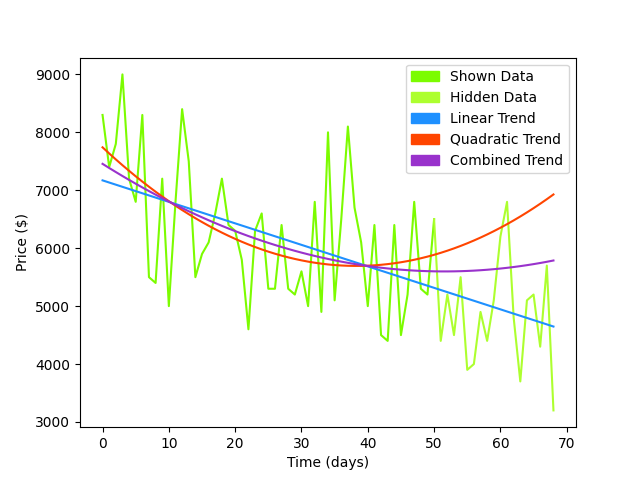 Shown Data
Hidden Data
Linear Trend
Quadratic Trend
Combined Trend
Price ($)
9000
8000
7000
6000
5000
4000
3000
0 10 20 30 40 50 60 70
Time (days)